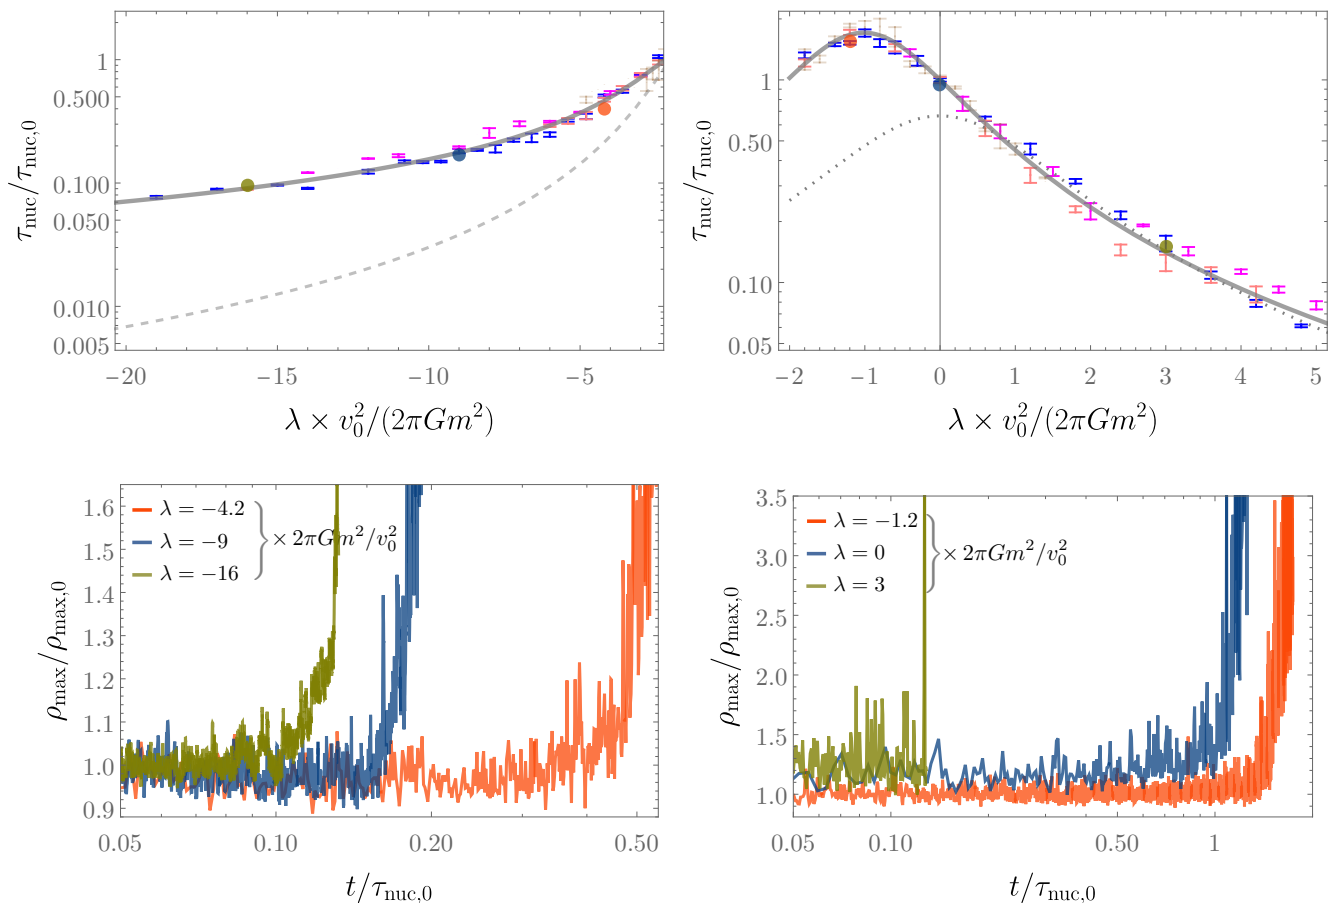 τnuc/τnuc,0
1
0.500
0.100
0.050
0.010
0.005
−20 −15 −10 −5
λ × v₀²/(2πGm²)
τnuc/τnuc,0
1
0.50
0.10
0.05
-2 -1 0 1 2 3 4 5
λ × v₀²/(2πGm²)
ρmax/ρmax,0
1.6
1.5
1.4
1.3
1.2
1.1
1.0
0.9
λ = −4.2
λ = −9
λ = −16
× 2πGm²/v₀²
0.05 0.10 0.20 0.50
t/τnuc,0
ρmax/ρmax,0
3.5
3.0
2.5
2.0
1.5
1.0
λ = −1.2
λ = 0
λ = 3
× 2πGm²/v₀²
0.05 0.10 0.50 1
t/τnuc,0